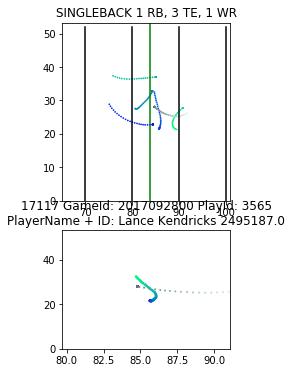 SINGLEBACK 1 RB, 3 TE, 1 WR
50
40
30
20
10
0
70 80 90 100
17117 GameId: 2017092800 PlayId: 3565
PlayerName + ID: Lance Kendricks 2495187.0
40
20
0
80.0 82.5 85.0 87.5 90.0